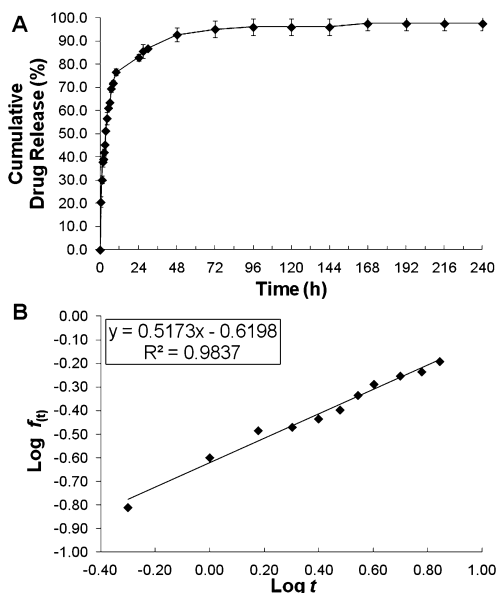 A
Cumulative
Drug Release (%)
100.0
90.0
80.0
70.0
60.0
50.0
40.0
30.0
20.0
10.0
0.0
0 24 48 72 96 120 144 168 192 216 240
Time (h)
B
y = 0.5173x - 0.6198
R² = 0.9837
Log f(t)
0.00
-0.10
-0.20
-0.30
-0.40
-0.50
-0.60
-0.70
-0.80
-0.90
-1.00
-0.40 -0.20 0.00 0.20 0.40 0.60 0.80 1.00
Log t